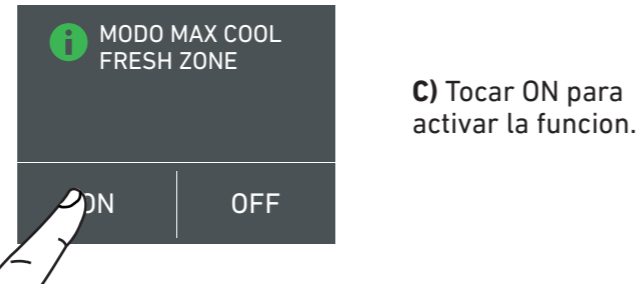 MODO MAX COOL
FRESH ZONE
C) Tocar ON para
activar la funcion.
ON
OFF